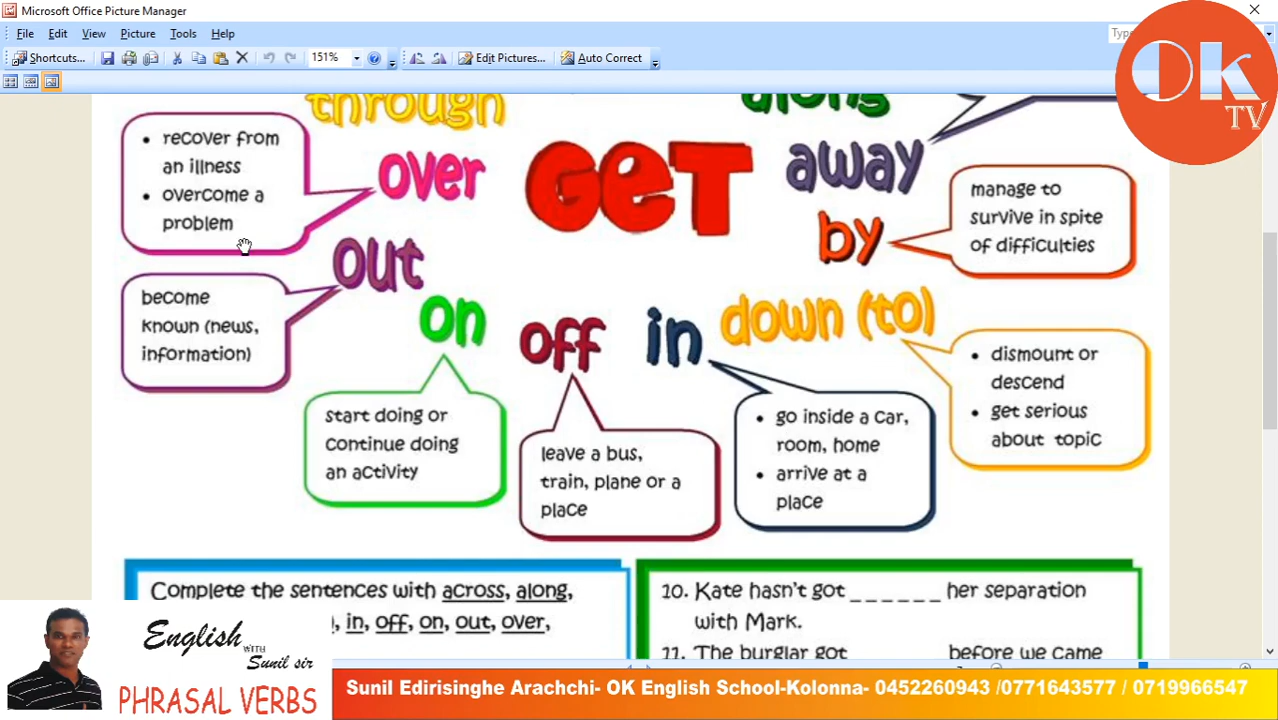 Microsoft Office Picture Manager
File Edit View Picture Tools Help
Shortcuts... 151% Edit Pictures... Auto Correct
OK
TV
through
along
recover from
an illness
overcome a
problem
over
GET
away
manage to
survive in spite
of difficulties
by
out
become
known (news,
information)
on
off
in
down (to)
dismount or
descend
get serious
about topic
start doing or
continue doing
an activity
leave a bus,
train, plane or a
place
go inside a car,
room, home
arrive at a
place
Complete the sentences with across, along,
in, off, on, out, over,
10. Kate hasn't got ______ her separation
with Mark.
11. The burglar got before we came
English
with
Sunil sir
PHRASAL VERBS
Sunil Edirisinghe Arachchi- OK English School-Kolonna- 0452260943 /0771643577 / 0719966547